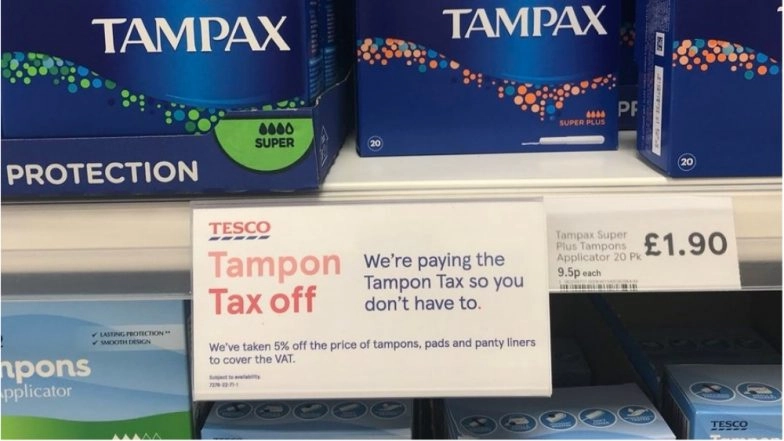 TAMPAX
TAMPAX
SUPER PLUS
SUPER
20
20
PROTECTION
TESCO
Tampon
Tax off
We're paying the
Tampon Tax so you
don't have to.
We've taken 5% off the price of tampons, pads and panty liners
to cover the VAT.
Subject to availability.
Tampax Super
Plus Tampons
Applicator 20 Pk
9.5p each
£1.90
✓ LASTING PROTECTION**
✓ SMOOTH DESIGN
mpons
pplicator
TESCO
TESCO